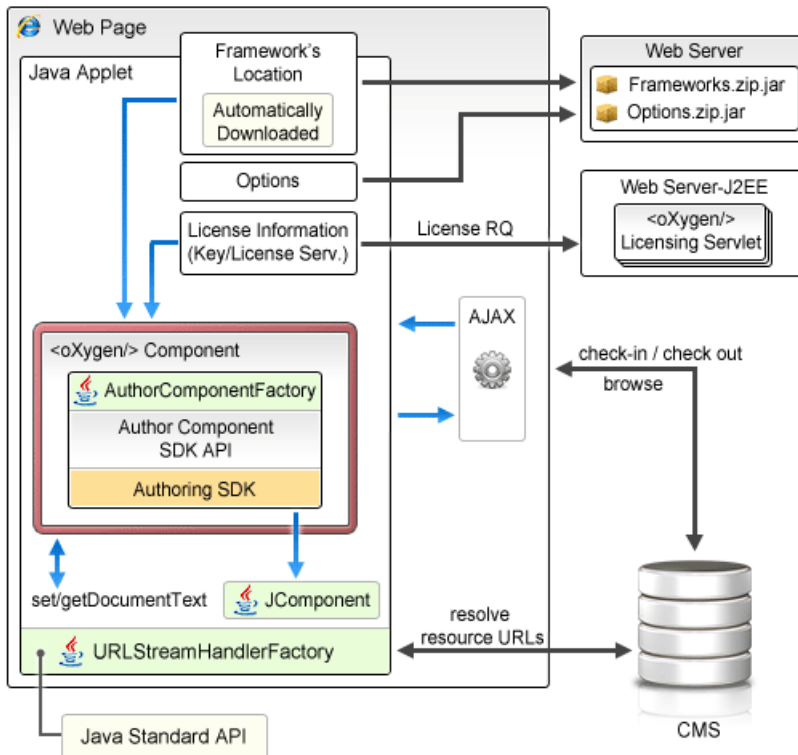 Web Page
Java Applet
Framework's
Location
Automatically
Downloaded
Options
License Information
(Key/License Serv.)
License RQ
Web Server
Frameworks.zip.jar
Options.zip.jar
Web Server-J2EE
<oXygen/>
Licensing Servlet
<oXygen/> Component
AuthorComponentFactory
Author Component
SDK API
Authoring SDK
AJAX
check-in / check out
browse
set/getDocumentText
JComponent
URLStreamHandlerFactory
resolve
resource URLs
CMS
Java Standard API